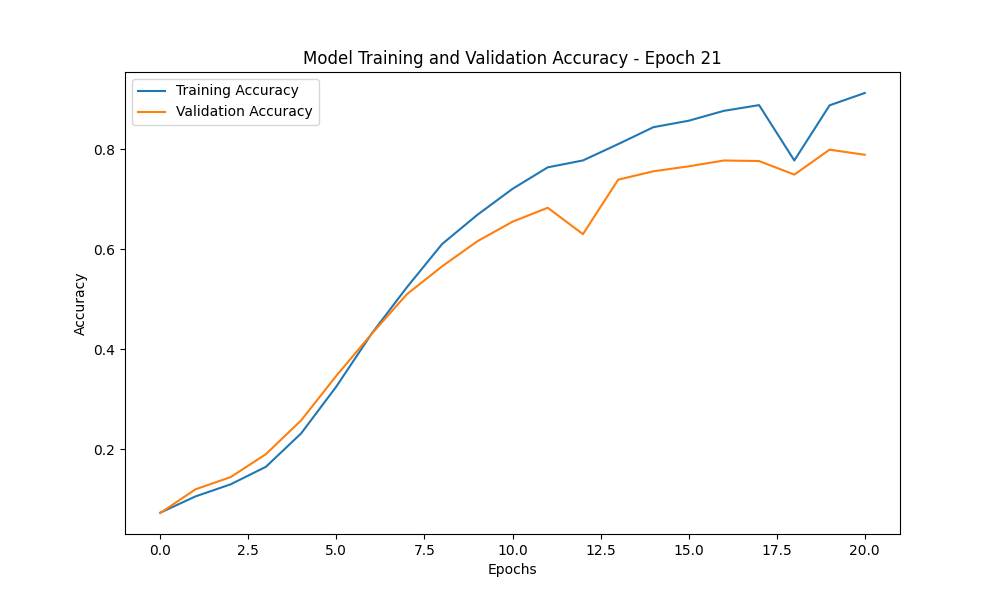 Model Training and Validation Accuracy - Epoch 21
Training Accuracy
Validation Accuracy
Accuracy
0.8
0.6
0.4
0.2
0.0 2.5 5.0 7.5 10.0 12.5 15.0 17.5 20.0
Epochs